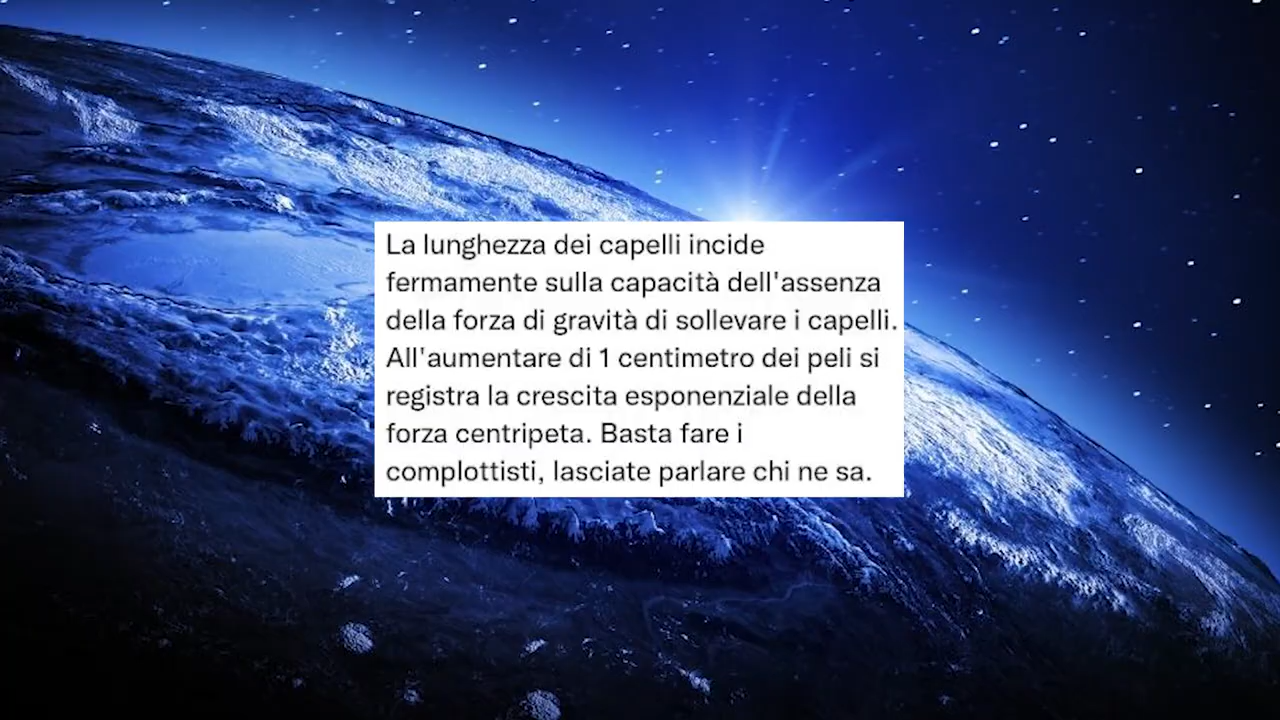 La lunghezza dei capelli incide
fermamente sulla capacità dell'assenza
della forza di gravità di sollevare i capelli.
All'aumentare di 1 centimetro dei peli si
registra la crescita esponenziale della
forza centripeta. Basta fare i
complottisti, lasciate parlare chi ne sa.